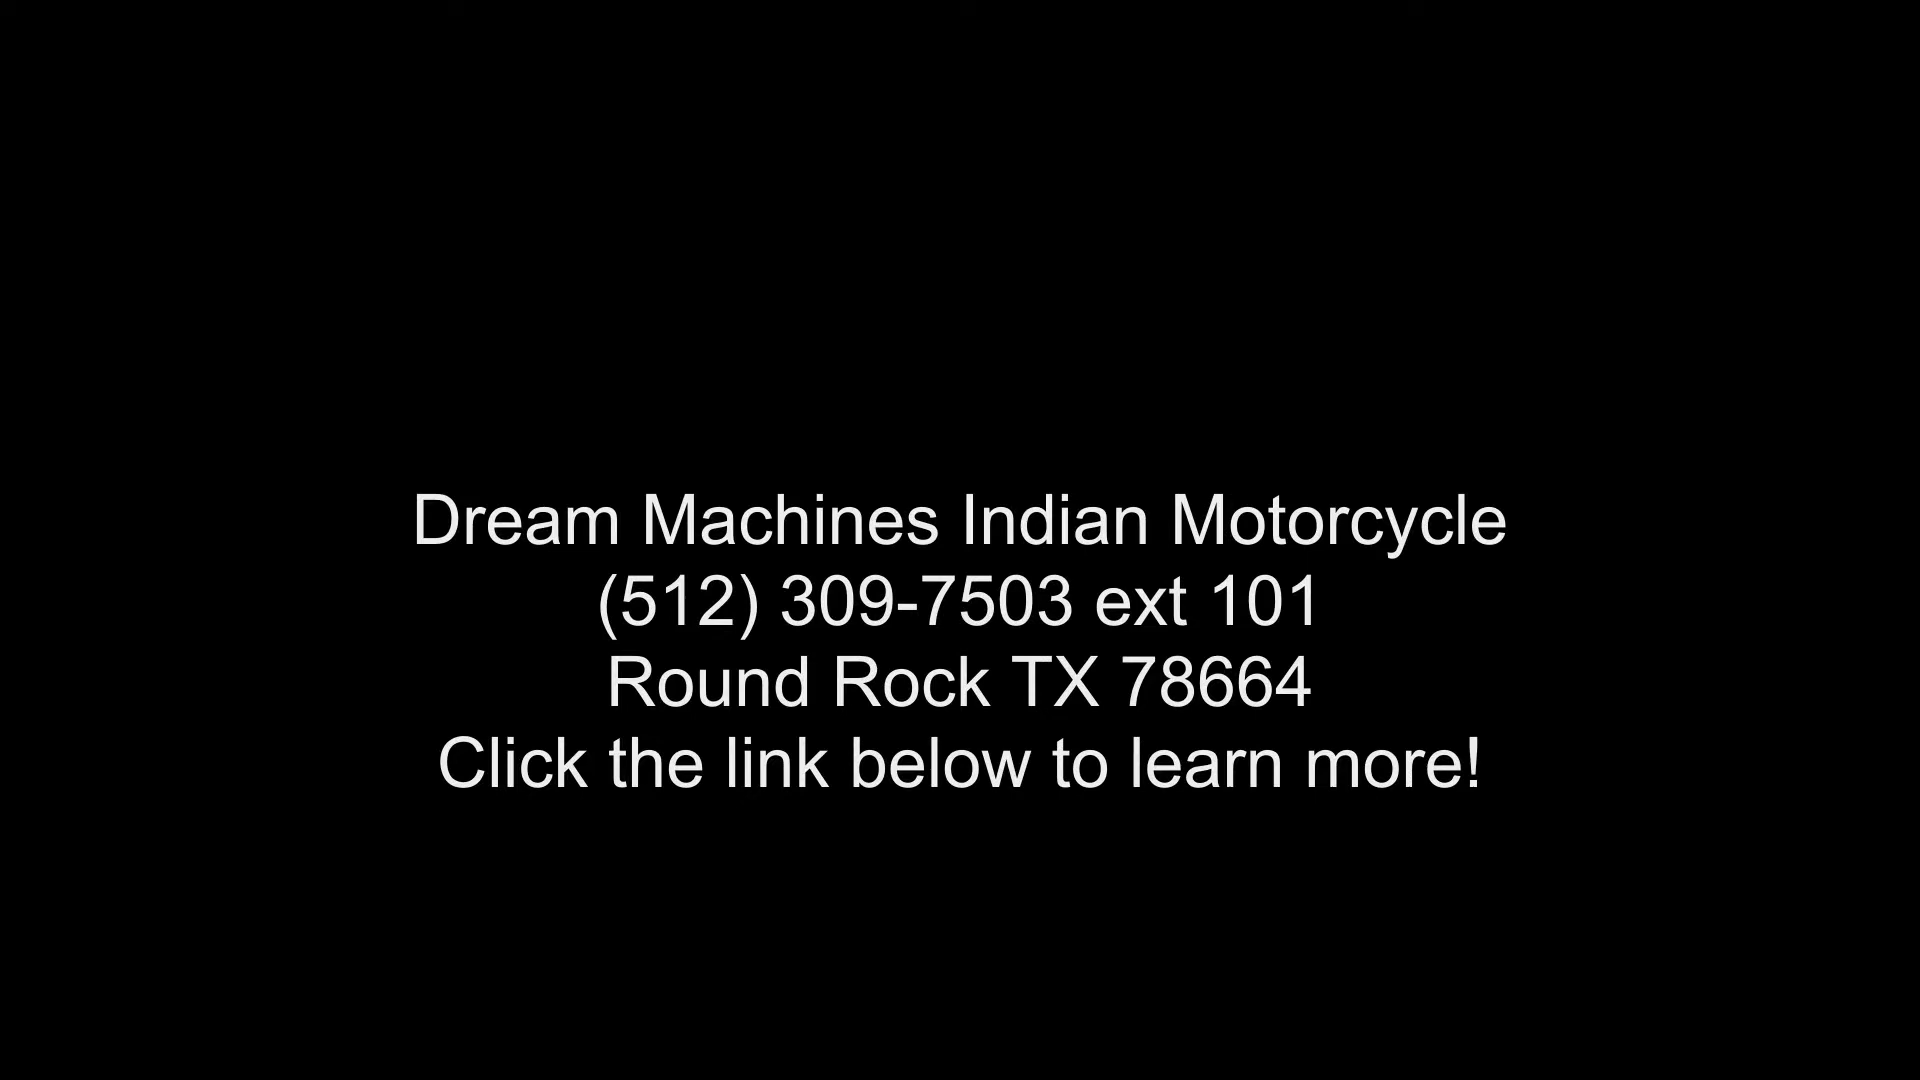 Dream Machines Indian Motorcycle
(512) 309-7503 ext 101
Round Rock TX 78664
Click the link below to learn more!